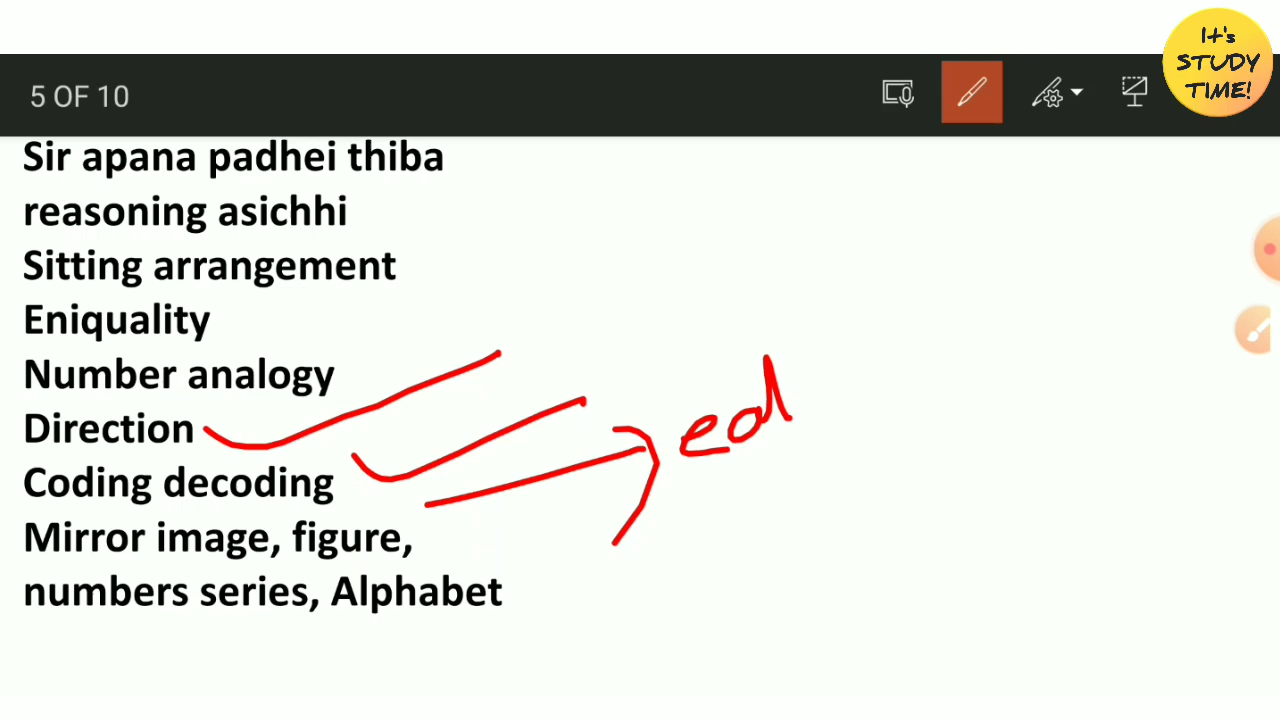 It's
STUDY
TIME!
5 OF 10
Sir apana padhei thiba
reasoning asichhi
Sitting arrangement
Eniquality
Number analogy
Direction
Coding decoding
Mirror image, figure,
numbers series, Alphabet